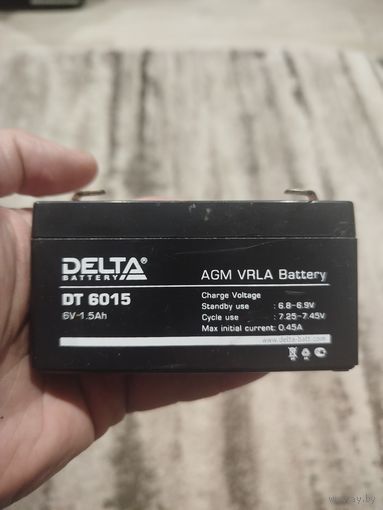 DELTA®
BATTERY
DT 6015
6V 1.5Ah
AGM VRLA Battery
Charge Voltage
Standby use : 6.8-6.9V
Cycle use : 7.25-7.45V
Max initial current: 0.45A
www.delta-batt.com